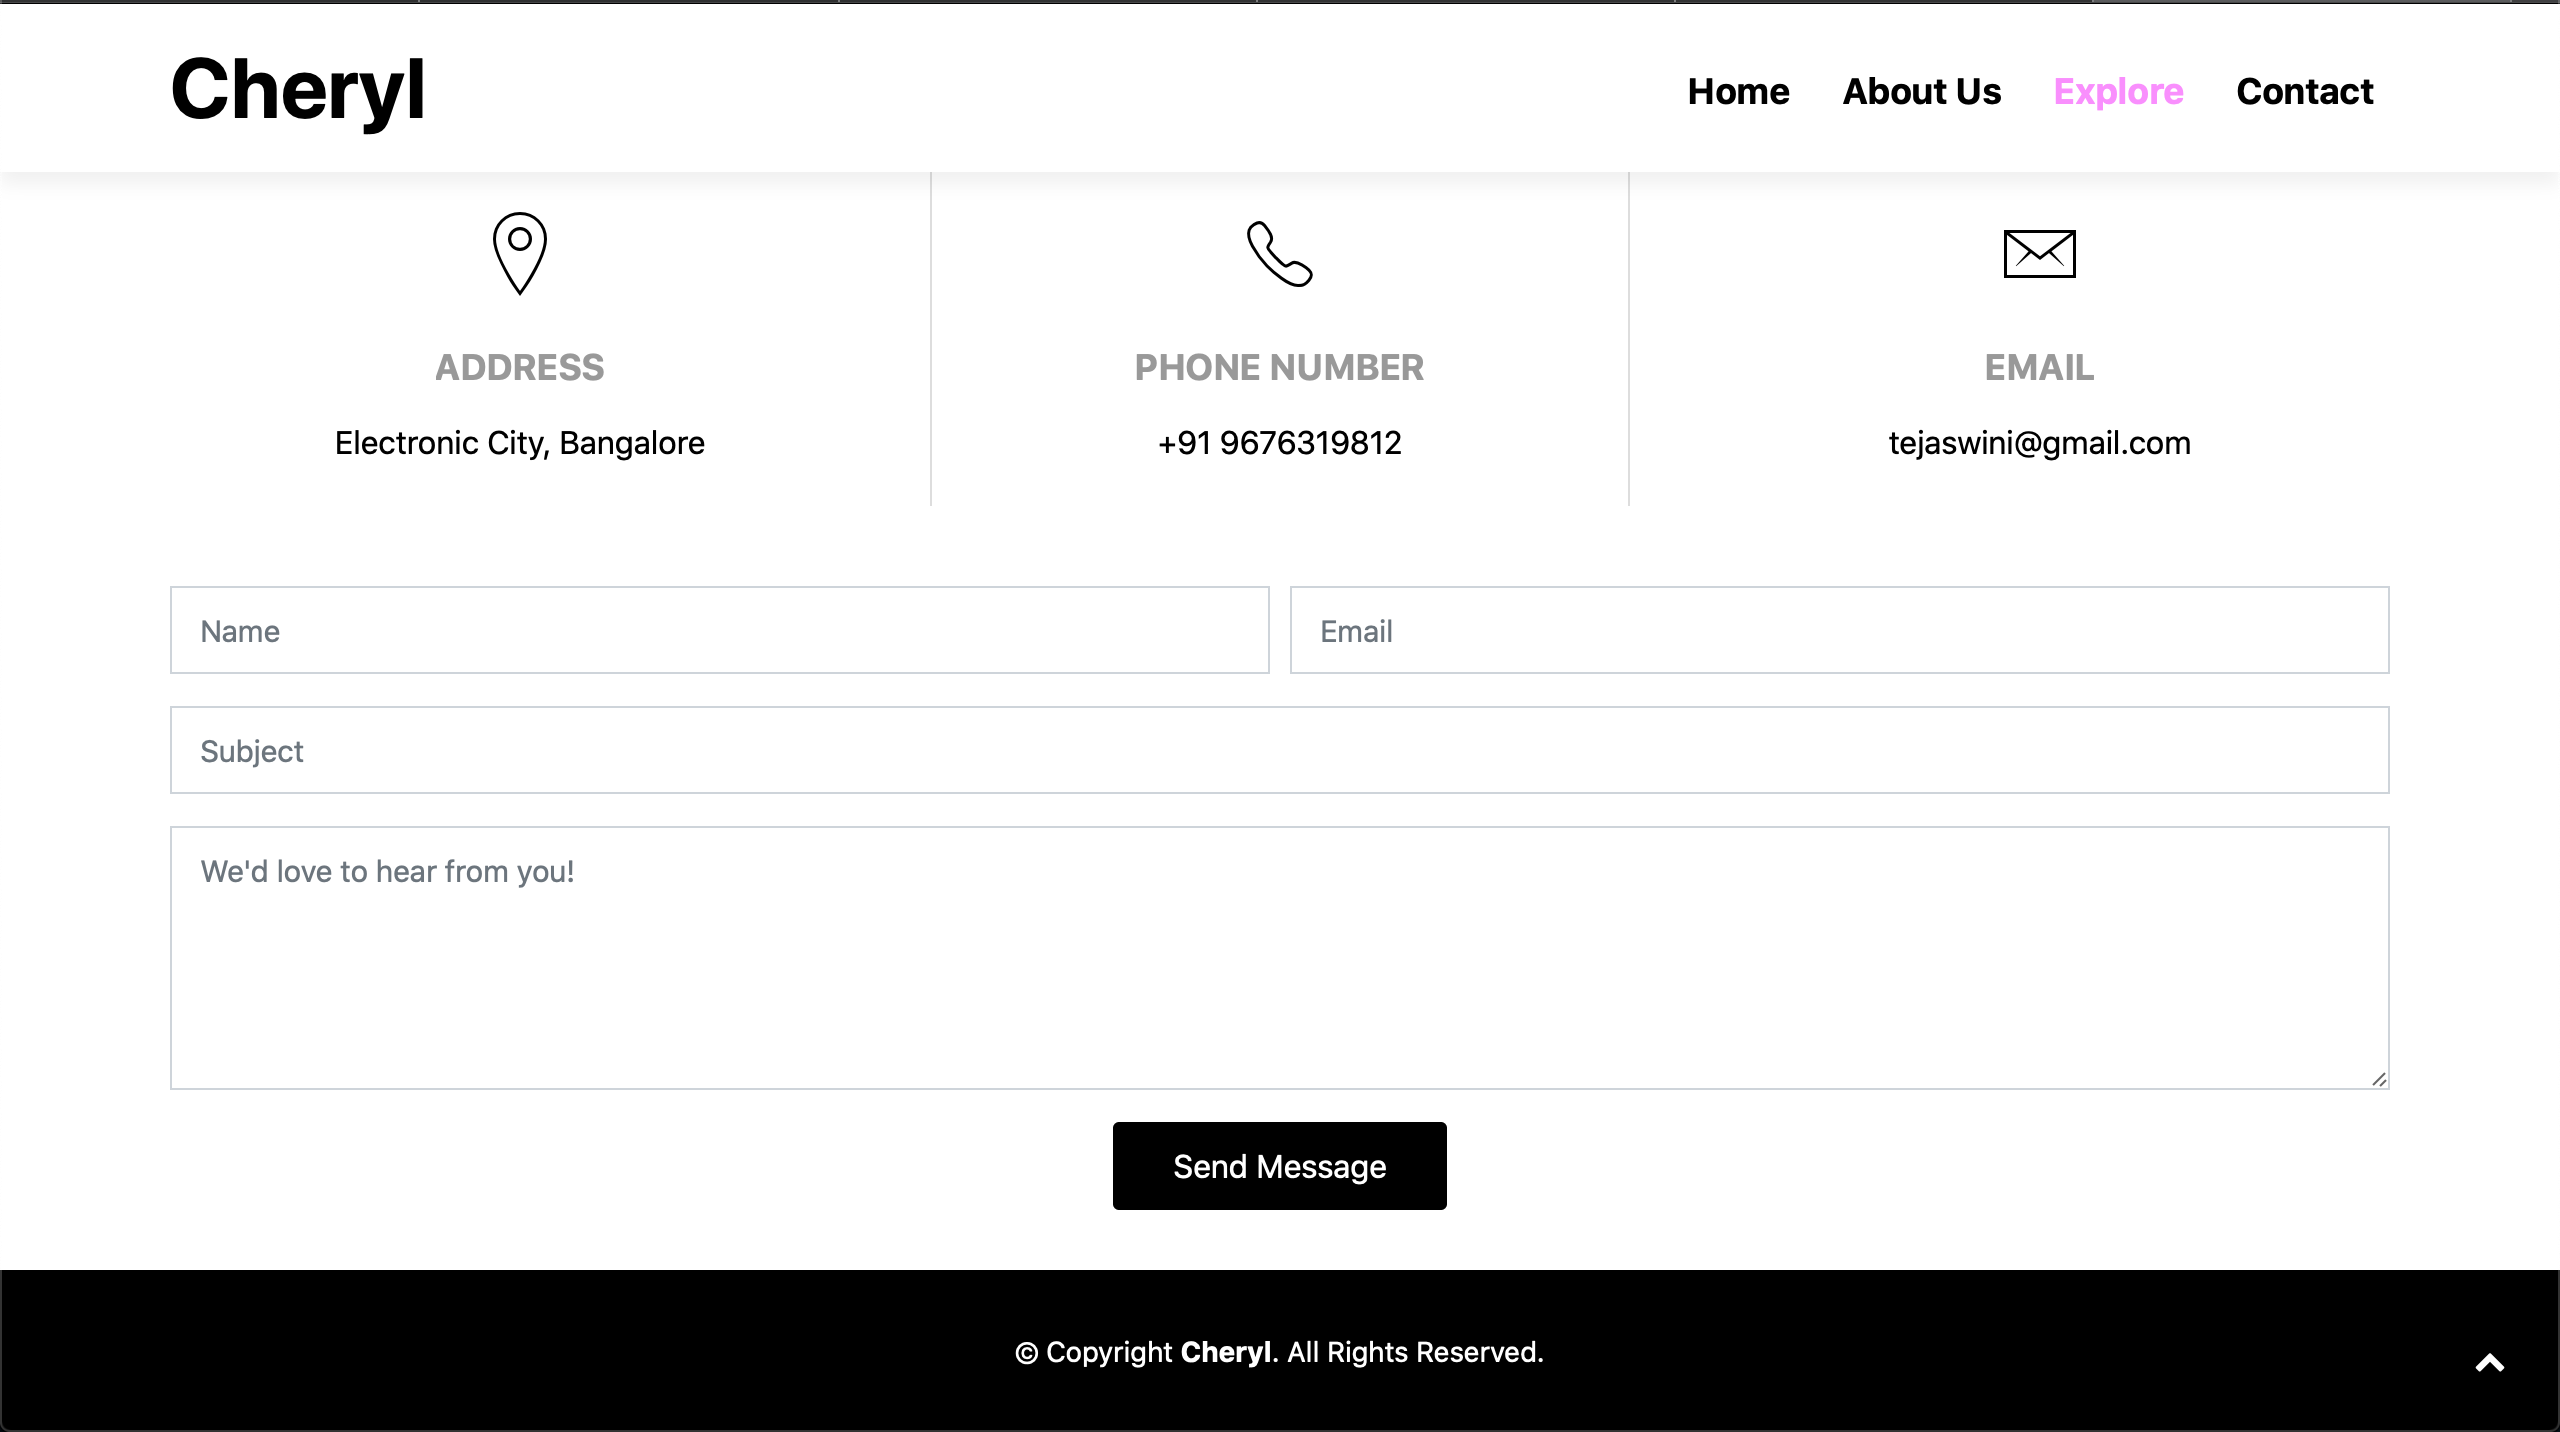 Cheryl
Home About Us Explore Contact
ADDRESS
Electronic City, Bangalore
PHONE NUMBER
+91 9676319812
EMAIL
tejaswini@gmail.com
Name
Email
Subject
We'd love to hear from you!
Send Message
© Copyright Cheryl. All Rights Reserved.